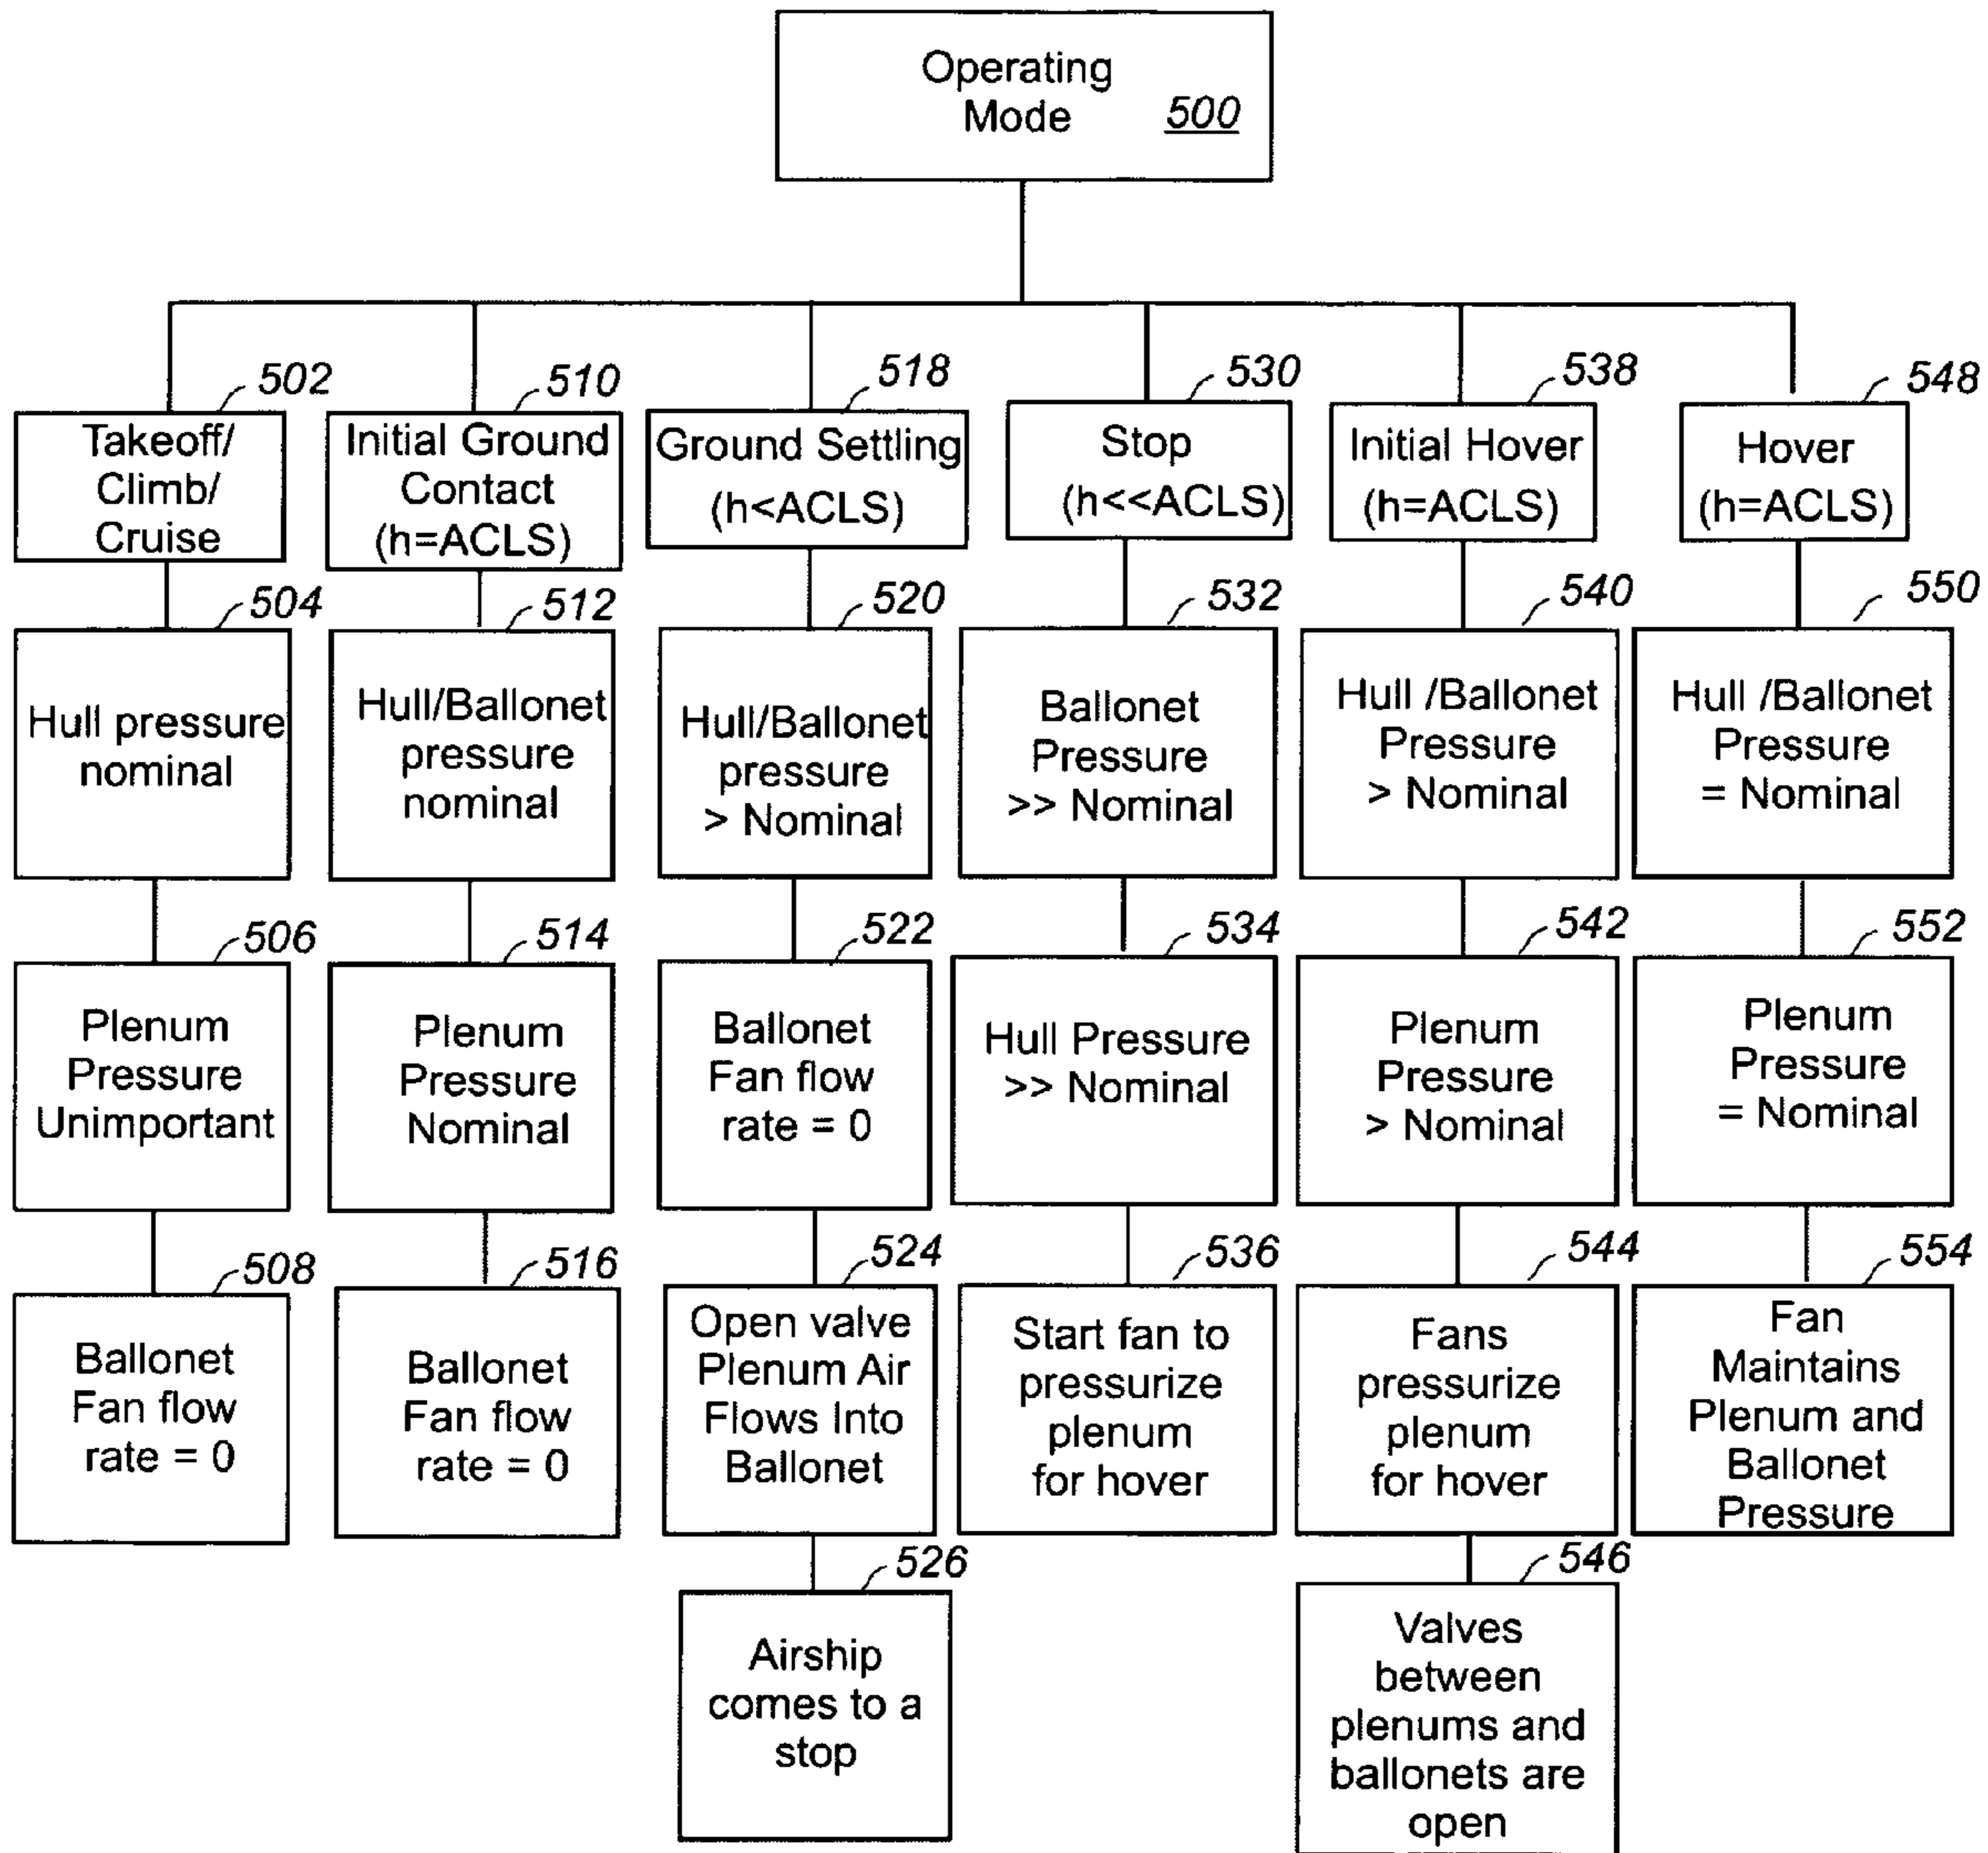 Operating
Mode 500
502
Takeoff/
Climb/
Cruise
504
Hull pressure
nominal
506
Plenum
Pressure
Unimportant
508
Ballonet
Fan flow
rate = 0
510
Initial Ground
Contact
(h=ACLS)
512
Hull/Ballonet
pressure
nominal
514
Plenum
Pressure
Nominal
516
Ballonet
Fan flow
rate = 0
518
Ground Settling
(h<ACLS)
520
Hull/Ballonet
pressure
> Nominal
522
Ballonet
Fan flow
rate = 0
524
Open valve
Plenum Air
Flows Into
Ballonet
526
Airship
comes to a
stop
530
Stop
(h<<ACLS)
532
Ballonet
Pressure
>> Nominal
534
Hull Pressure
>> Nominal
536
Start fan to
pressurize
plenum
for hover
538
Initial Hover
(h=ACLS)
540
Hull /Ballonet
Pressure
> Nominal
542
Plenum
Pressure
> Nominal
544
Fans
pressurize
plenum
for hover
546
Valves
between
plenums and
ballonets are
open
548
Hover
(h=ACLS)
550
Hull /Ballonet
Pressure
= Nominal
552
Plenum
Pressure
= Nominal
554
Fan
Maintains
Plenum and
Ballonet
Pressure